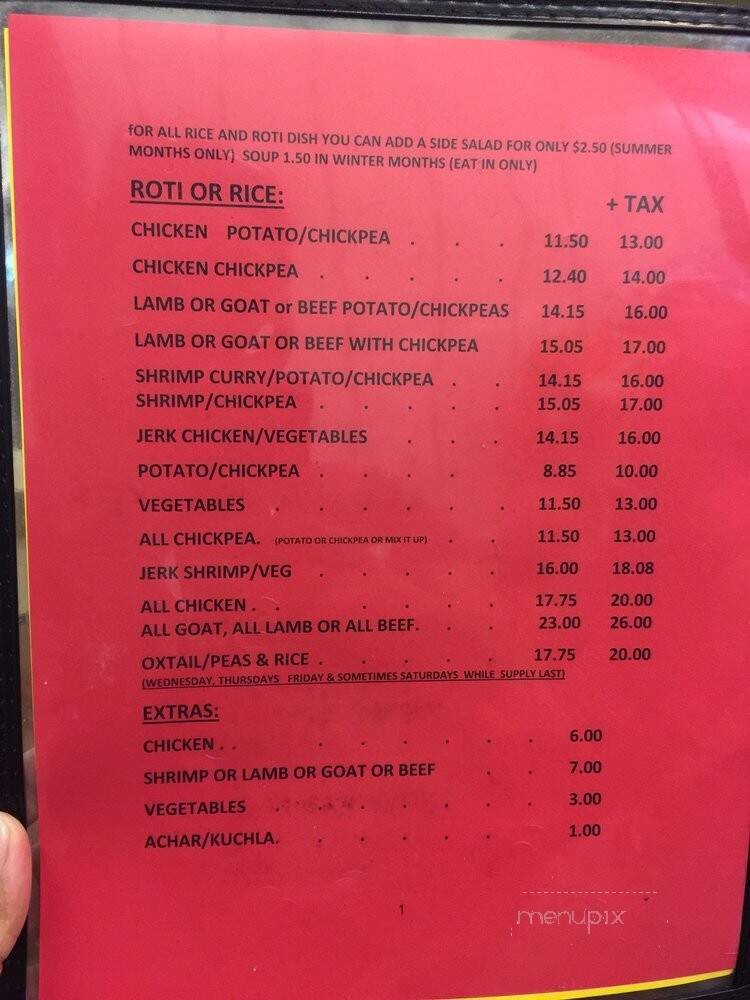 fOR ALL RICE AND ROTI DISH YOU CAN ADD A SIDE SALAD FOR ONLY $2.50 (SUMMER
MONTHS ONLY) SOUP 1.50 IN WINTER MONTHS (EAT IN ONLY)
ROTI OR RICE: + TAX
CHICKEN POTATO/CHICKPEA . . . 11.50 13.00
CHICKEN CHICKPEA . . . . . 12.40 14.00
LAMB OR GOAT or BEEF POTATO/CHICKPEAS 14.15 16.00
LAMB OR GOAT OR BEEF WITH CHICKPEA 15.05 17.00
SHRIMP CURRY/POTATO/CHICKPEA . . 14.15 16.00
SHRIMP/CHICKPEA . . . . . 15.05 17.00
JERK CHICKEN/VEGETABLES . . . 14.15 16.00
POTATO/CHICKPEA . . . . 8.85 10.00
VEGETABLES . . . . . . 11.50 13.00
ALL CHICKPEA. (POTATO OR CHICKPEA OR MIX IT UP) . . 11.50 13.00
JERK SHRIMP/VEG . . . . . 16.00 18.08
ALL CHICKEN . . . . . . 17.75 20.00
ALL GOAT, ALL LAMB OR ALL BEEF. . . 23.00 26.00
OXTAIL/PEAS & RICE . . . . . 17.75 20.00
(WEDNESDAY, THURSDAYS FRIDAY & SOMETIMES SATURDAYS WHILE SUPPLY LAST)
EXTRAS:
CHICKEN . . . . . . . . 6.00
SHRIMP OR LAMB OR GOAT OR BEEF . . 7.00
VEGETABLES . . . . . . . 3.00
ACHAR/KUCHLA. . . . . . . 1.00
1
menupix